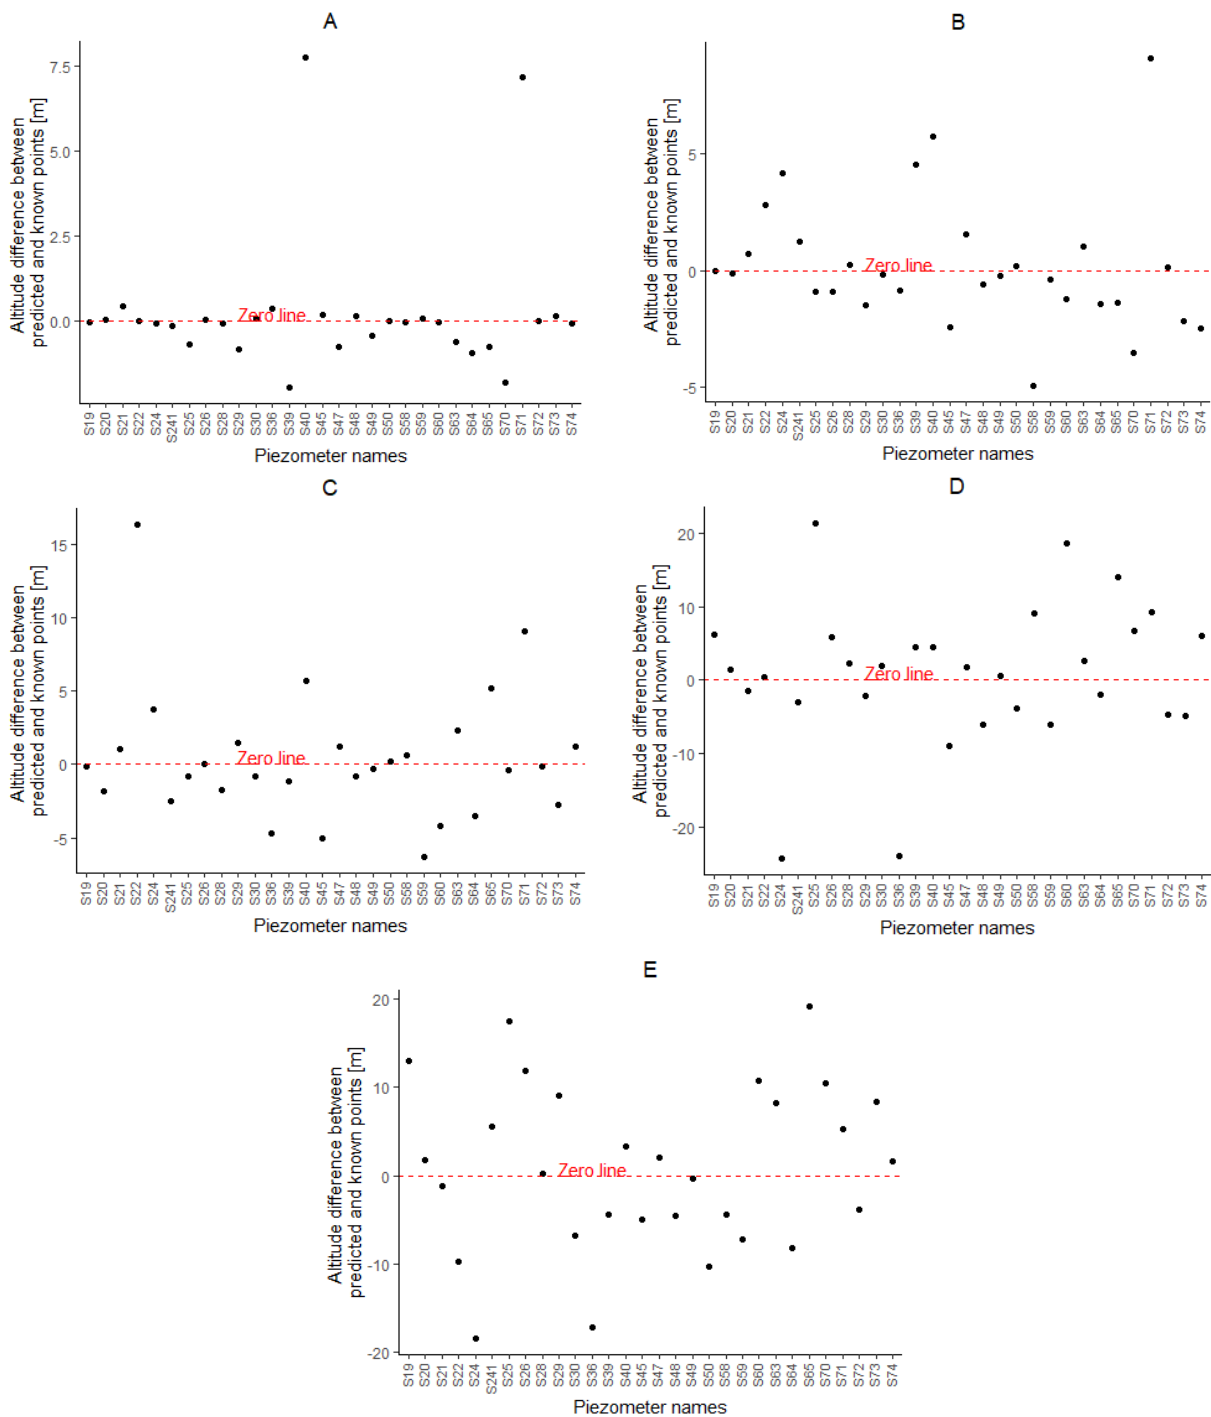 A
Altitude difference between
predicted and known points [m]
7.5
5.0
2.5
0.0
Zero line
S19 S20 S21 S22 S24 S241 S25 S26 S28 S29 S30 S36 S39 S40 S45 S47 S48 S49 S50 S58 S59 S60 S63 S64 S65 S70 S71 S72 S73 S74
Piezometer names
B
Altitude difference between
predicted and known points [m]
5
0
-5
Zero line
S19 S20 S21 S22 S24 S241 S25 S26 S28 S29 S30 S36 S39 S40 S45 S47 S48 S49 S50 S58 S59 S60 S63 S64 S65 S70 S71 S72 S73 S74
Piezometer names
C
Altitude difference between
predicted and known points [m]
15
10
5
0
-5
Zero line
S19 S20 S21 S22 S24 S241 S25 S26 S28 S29 S30 S36 S39 S40 S45 S47 S48 S49 S50 S58 S59 S60 S63 S64 S65 S70 S71 S72 S73 S74
Piezometer names
D
Altitude difference between
predicted and known points [m]
20
10
0
-10
-20
Zero line
S19 S20 S21 S22 S24 S241 S25 S26 S28 S29 S30 S36 S39 S40 S45 S47 S48 S49 S50 S58 S59 S60 S63 S64 S65 S70 S71 S72 S73 S74
Piezometer names
E
Altitude difference between
predicted and known points [m]
20
10
0
-10
-20
Zero line
S19 S20 S21 S22 S24 S241 S25 S26 S28 S29 S30 S36 S39 S40 S45 S47 S48 S49 S50 S58 S59 S60 S63 S64 S65 S70 S71 S72 S73 S74
Piezometer names